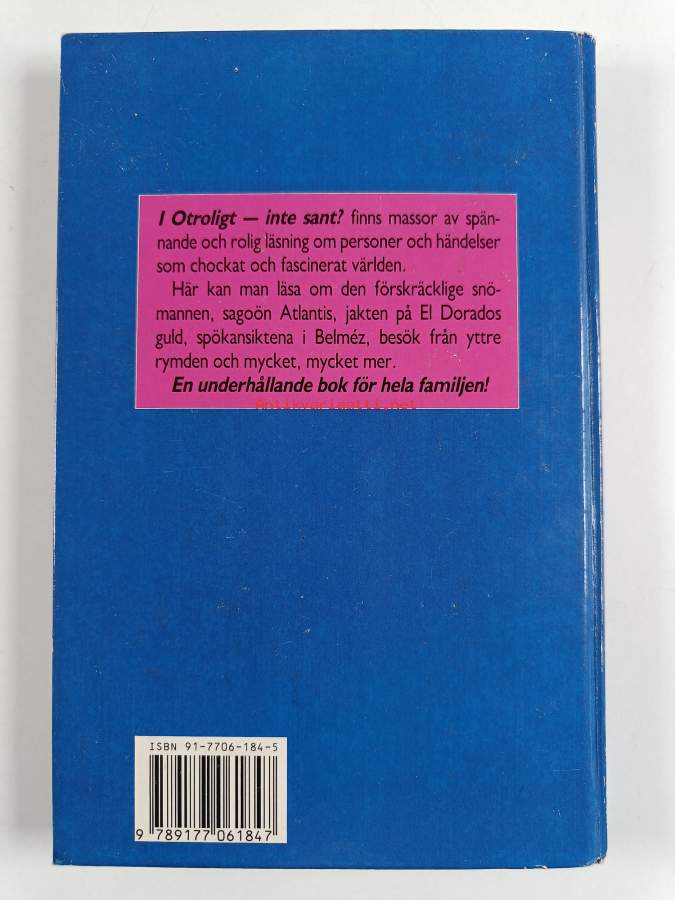 I Otroligt — inte sant? finns massor av spän-
nande och rolig läsning om personer och händelser
som chockat och fascinerat världen.
Här kan man läsa om den förskräcklige snö-
mannen, sagoön Atlantis, jakten på El Dorados
guld, spökansiktena i Belméz, besök från yttre
rymden och mycket, mycket mer.
En underhållande bok för hela familjen!
Antikvariaatti.net
ISBN 91-7706-184-5
9 789177 061847